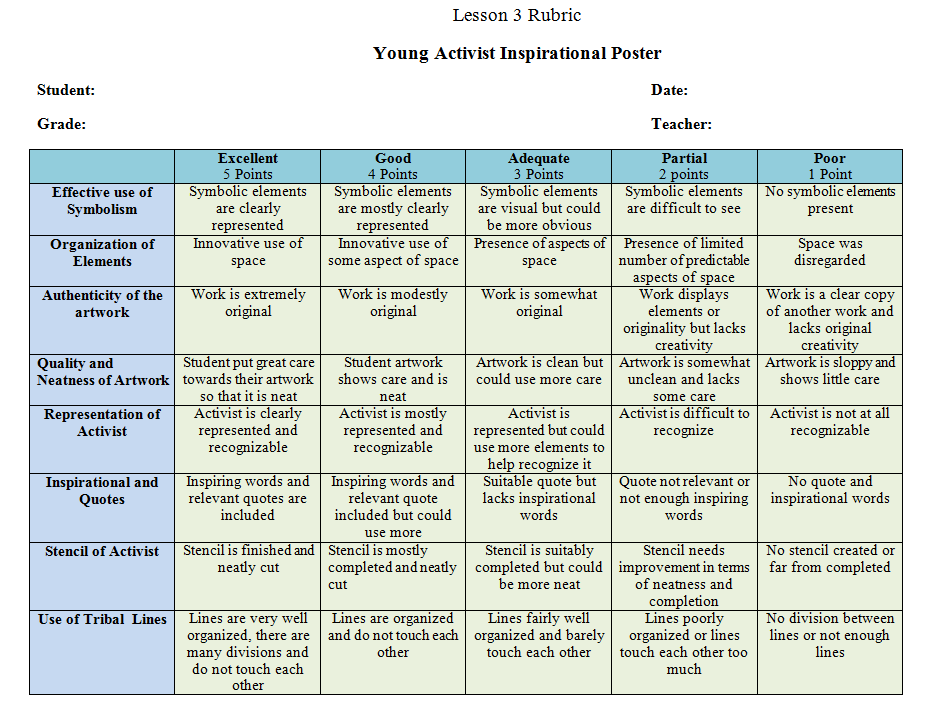 Lesson 3 Rubric
Young Activist Inspirational Poster
Student:
Date:
Grade:
Teacher:
Excellent
5 Points
Good
4 Points
Adequate
3 Points
Partial
2 points
Poor
1 Point
Effective use of
Symbolism
Symbolic elements
are clearly
represented
Symbolic elements
are mostly clearly
represented
Symbolic elements
are visual but could
be more obvious
Symbolic elements
are difficult to see
No symbolic elements
present
Organization of
Elements
Innovative use of
space
Innovative use of
some aspect of space
Presence of aspects of
space
Presence of limited
number of predictable
aspects of space
Space was
disregarded
Authenticity of the
artwork
Work is extremely
original
Work is modestly
original
Work is somewhat
original
Work displays
elements or
originality but lacks
creativity
Work is a clear copy
of another work and
lacks original
creativity
Quality and
Neatness of Artwork
Student put great care
towards their artwork
so that it is neat
Student artwork
shows care and is
neat
Artwork is clean but
could use more care
Artwork is somewhat
unclean and lacks
some care
Artwork is sloppy and
shows little care
Representation of
Activist
Activist is clearly
represented and
recognizable
Activist is mostly
represented and
recognizable
Activist is
represented but could
use more elements to
help recognize it
Activist is difficult to
recognize
Activist is not at all
recognizable
Inspirational and
Quotes
Inspiring words and
relevant quotes are
included
Inspiring words and
relevant quote
included but could
use more
Suitable quote but
lacks inspirational
words
Quote not relevant or
not enough inspiring
words
No quote and
inspirational words
Stencil of Activist
Stencil is finished and
neatly cut
Stencil is mostly
completed and neatly
cut
Stencil is suitably
completed but could
be more neat
Stencil needs
improvement in terms
of neatness and
completion
No stencil created or
far from completed
Use of Tribal Lines
Lines are very well
organized, there are
many divisions and
do not touch each
other
Lines are organized
and do not touch each
other
Lines fairly well
organized and barely
touch each other
Lines poorly
organized or lines
touch each other too
much
No division between
lines or not enough
lines